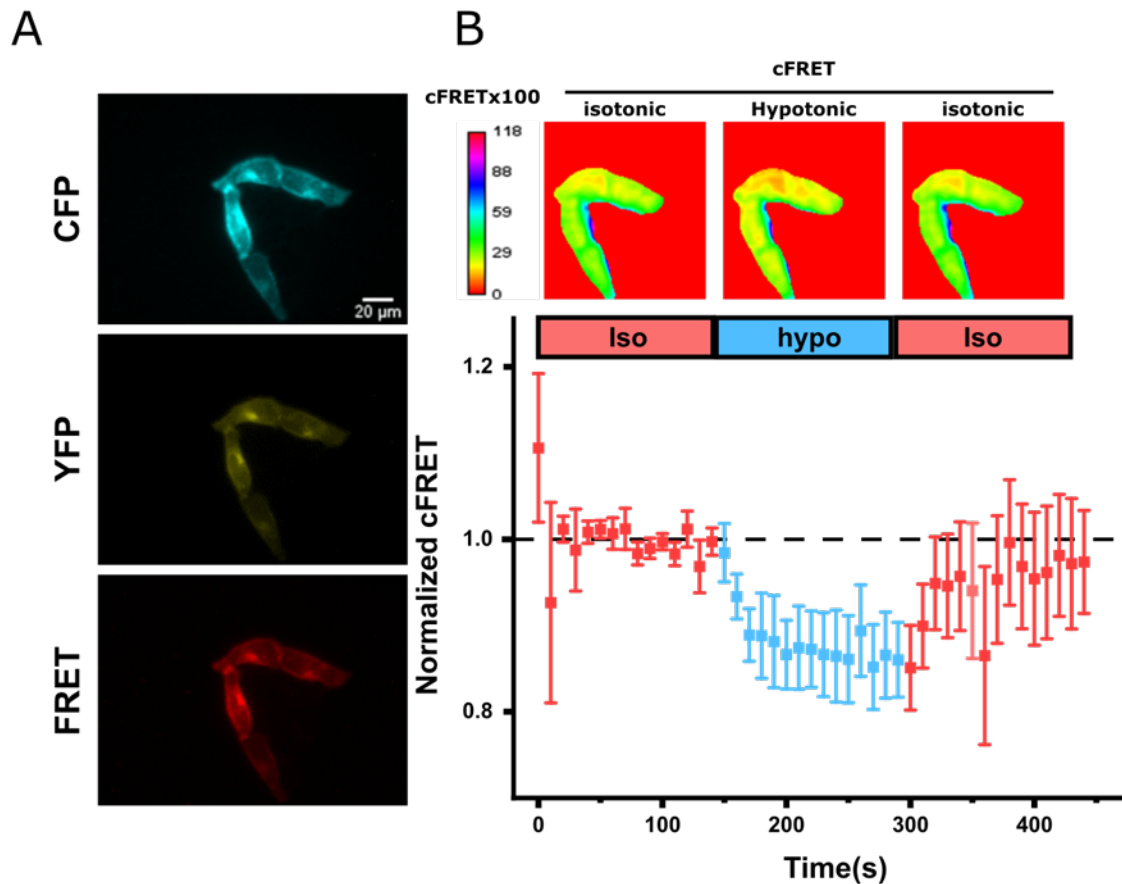 A
CFP
20 μm
YFP
FRET
B
cFRET
cFRETx100
isotonic
Hypotonic
isotonic
118
88
59
29
0
Iso
hypo
Iso
Normalized cFRET
1.2
1.0
0.8
0
100
200
300
400
Time(s)